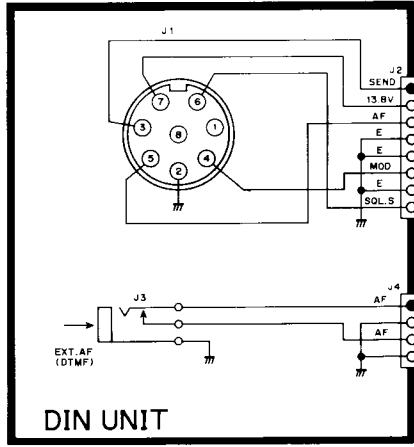 J1
J2
SEND
13.8V
AF
E
E
MOD
E
SQL.S
7
6
3
8
1
5
4
2
J4
AF
J3
AF
EXT.AF
(DTMF)
DIN UNIT